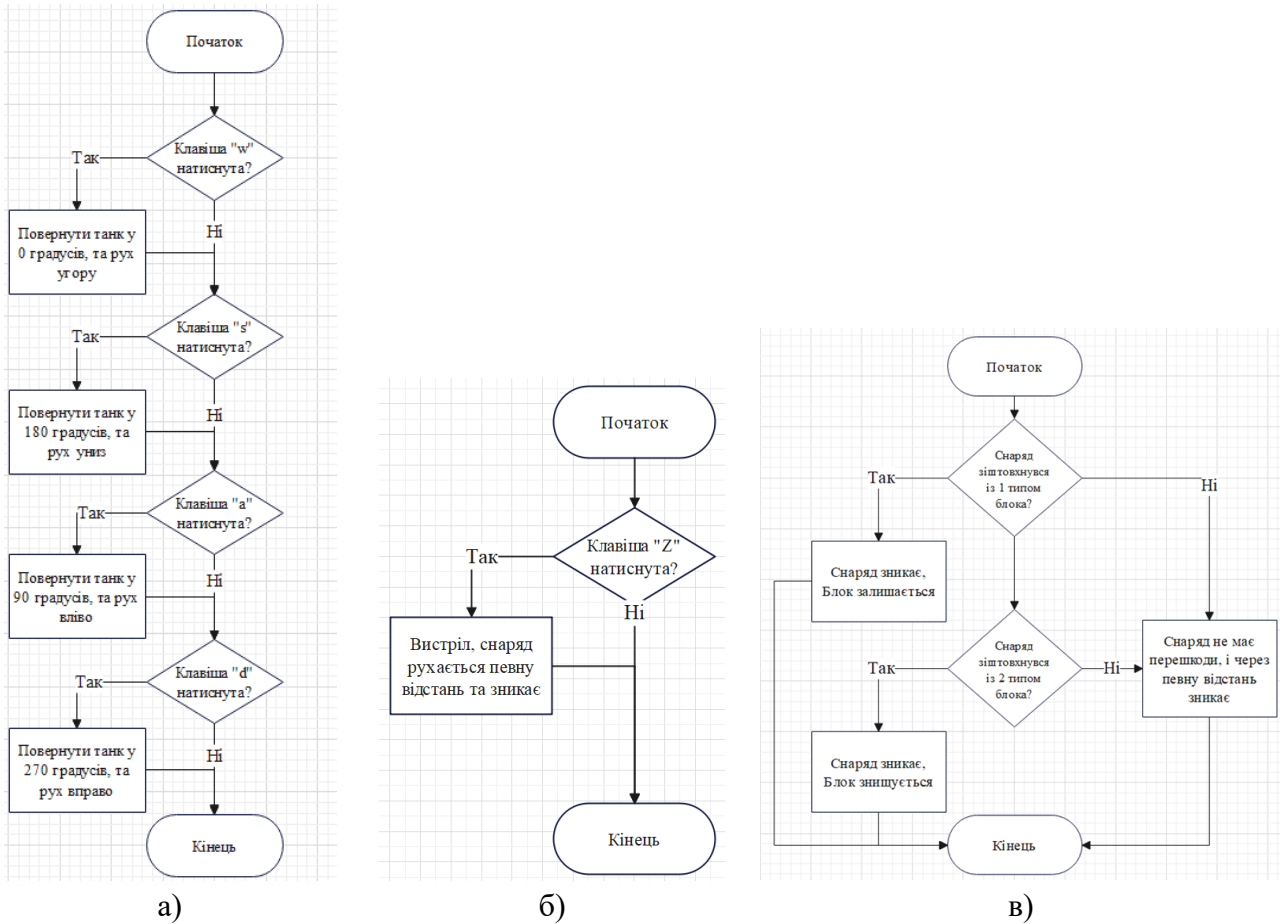 Початок
Клавіша "w"
натиснута?
Так
Ні
Повернути танк у
0 градусів, та рух
угору
Клавіша "s"
натиснута?
Так
Ні
Повернути танк у
180 градусів, та
рух униз
Клавіша "a"
натиснута?
Так
Ні
Повернути танк у
90 градусів, та рух
вліво
Клавіша "d"
натиснута?
Так
Ні
Повернути танк у
270 градусів, та
рух вправо
Кінець
а)
Початок
Клавіша "Z"
натиснута?
Так
Ні
Вистріл, снаряд
рухається певну
відстань та зникає
Кінець
б)
Початок
Снаряд
зіштовхнувся
із 1 типом
блока?
Так
Ні
Снаряд зникає,
Блок залишається
Снаряд
зіштовхнувся
із 2 типом
блока?
Так
Ні
Снаряд не має
перешкоди, і через
певну відстань
зникає
Снаряд зникає,
Блок знищується
Кінець
в)